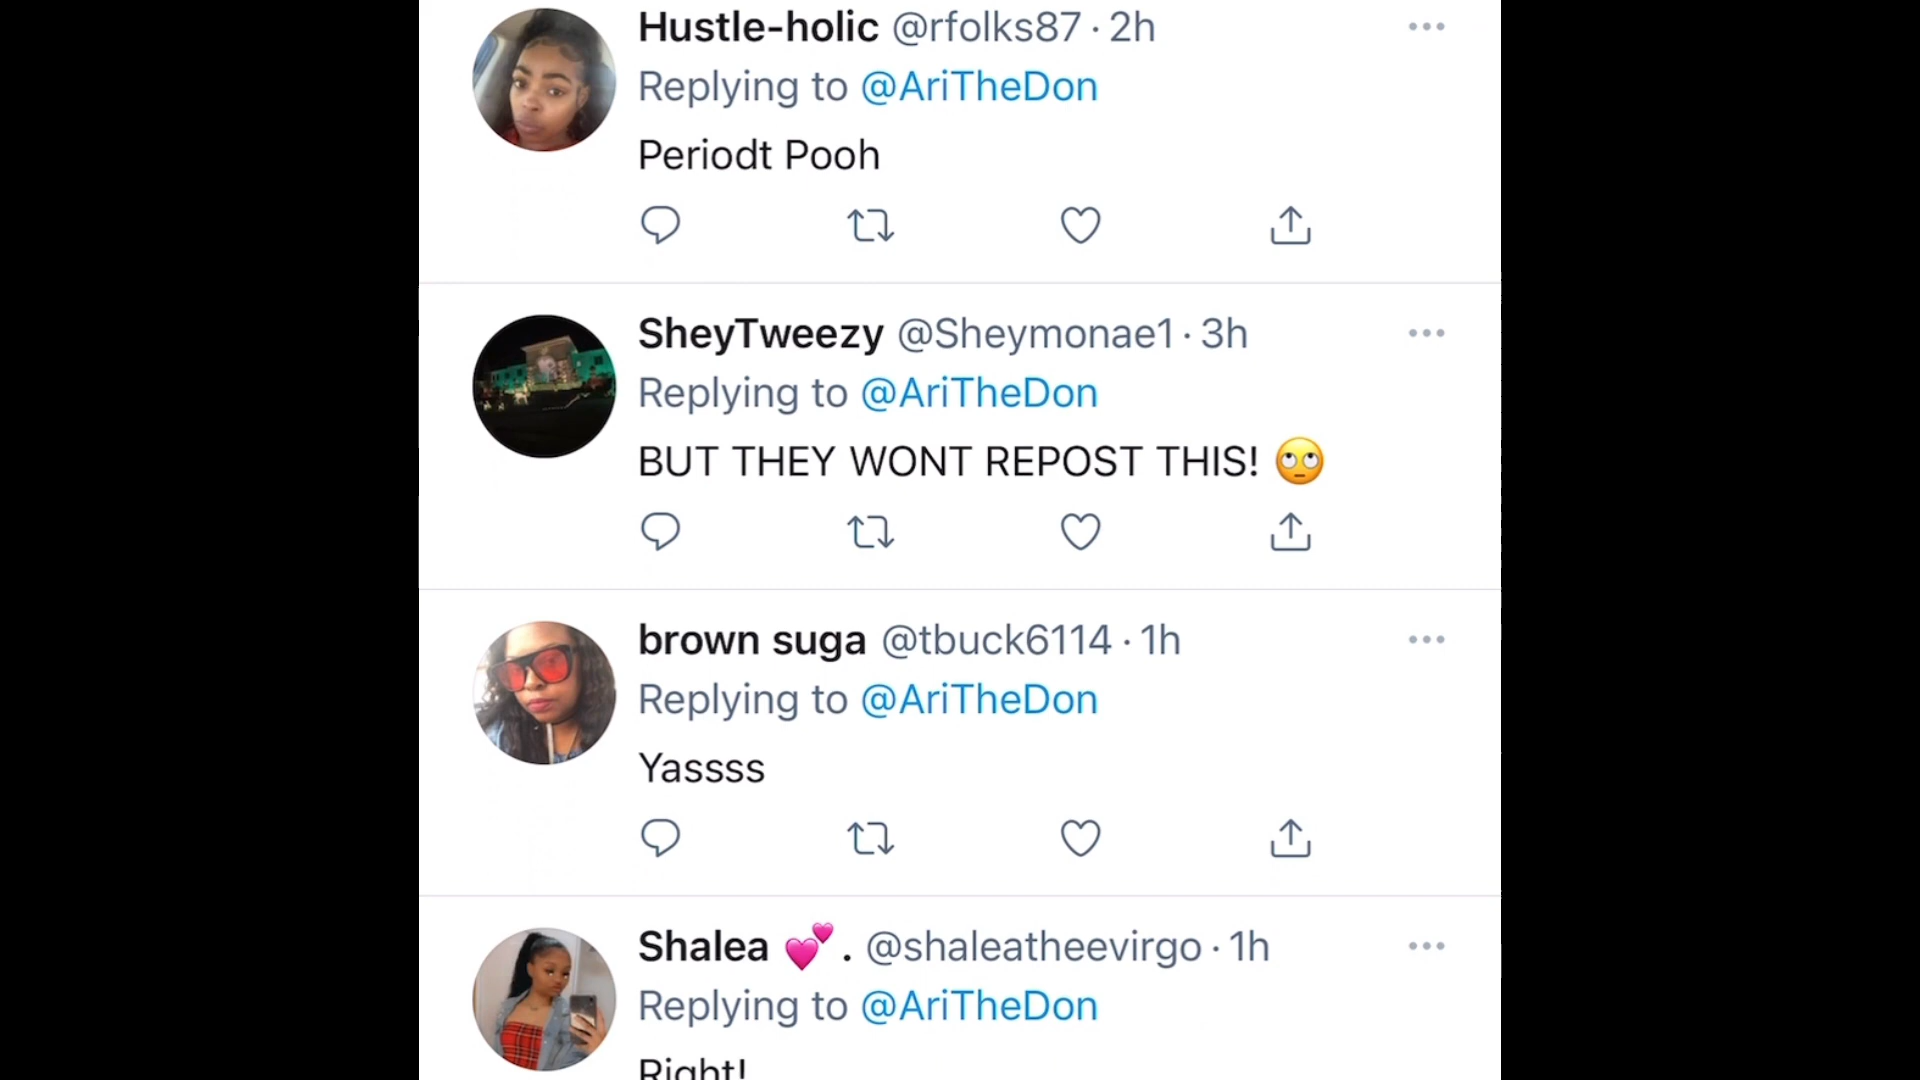 Hustle-holic @rfolks87 · 2h
Replying to @AriTheDon
Periodt Pooh
SheyTweezy @Sheymonae1 · 3h
Replying to @AriTheDon
BUT THEY WONT REPOST THIS! 🙄
brown suga @tbuck6114 · 1h
Replying to @AriTheDon
Yassss
Shalea 💕. @shaleatheevirgo · 1h
Replying to @AriTheDon
Right!